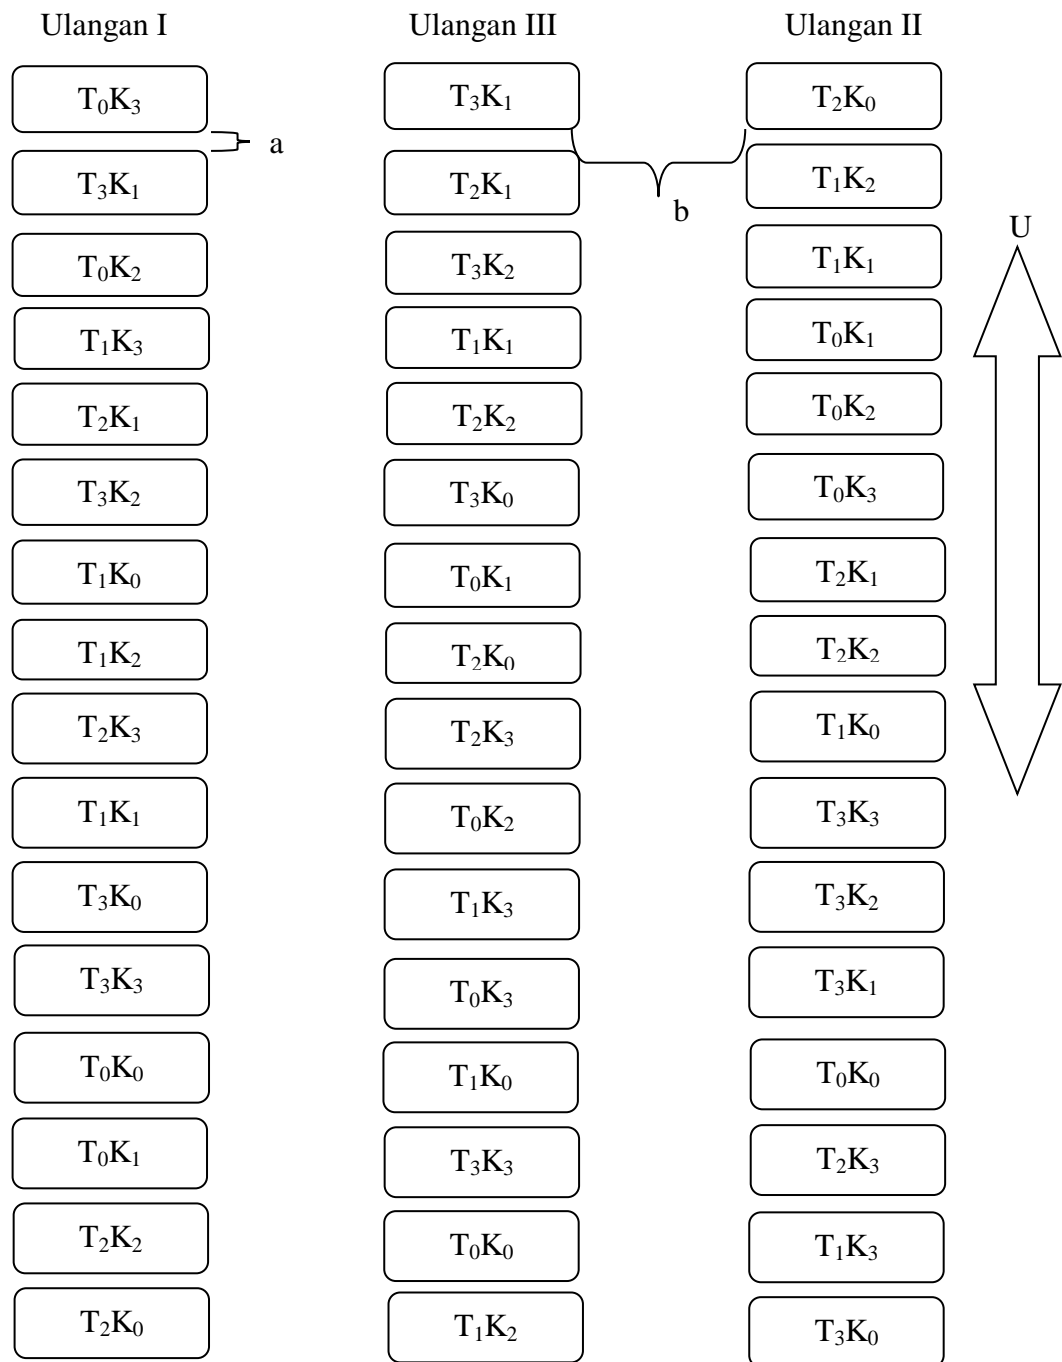 Ulangan I Ulangan III Ulangan II
T₀K₃ T₃K₁ T₂K₀
a
T₃K₁ T₂K₁ T₁K₂
b
U
T₀K₂ T₃K₂ T₁K₁
T₁K₃ T₁K₁ T₀K₁
T₂K₁ T₂K₂ T₀K₂
T₃K₂ T₃K₀ T₀K₃
T₁K₀ T₀K₁ T₂K₁
T₁K₂ T₂K₀ T₂K₂
T₂K₃ T₂K₃ T₁K₀
T₁K₁ T₀K₂ T₃K₃
T₃K₀ T₁K₃ T₃K₂
T₃K₃ T₀K₃ T₃K₁
T₀K₀ T₁K₀ T₀K₀
T₀K₁ T₃K₃ T₂K₃
T₂K₂ T₀K₀ T₁K₃
T₂K₀ T₁K₂ T₃K₀